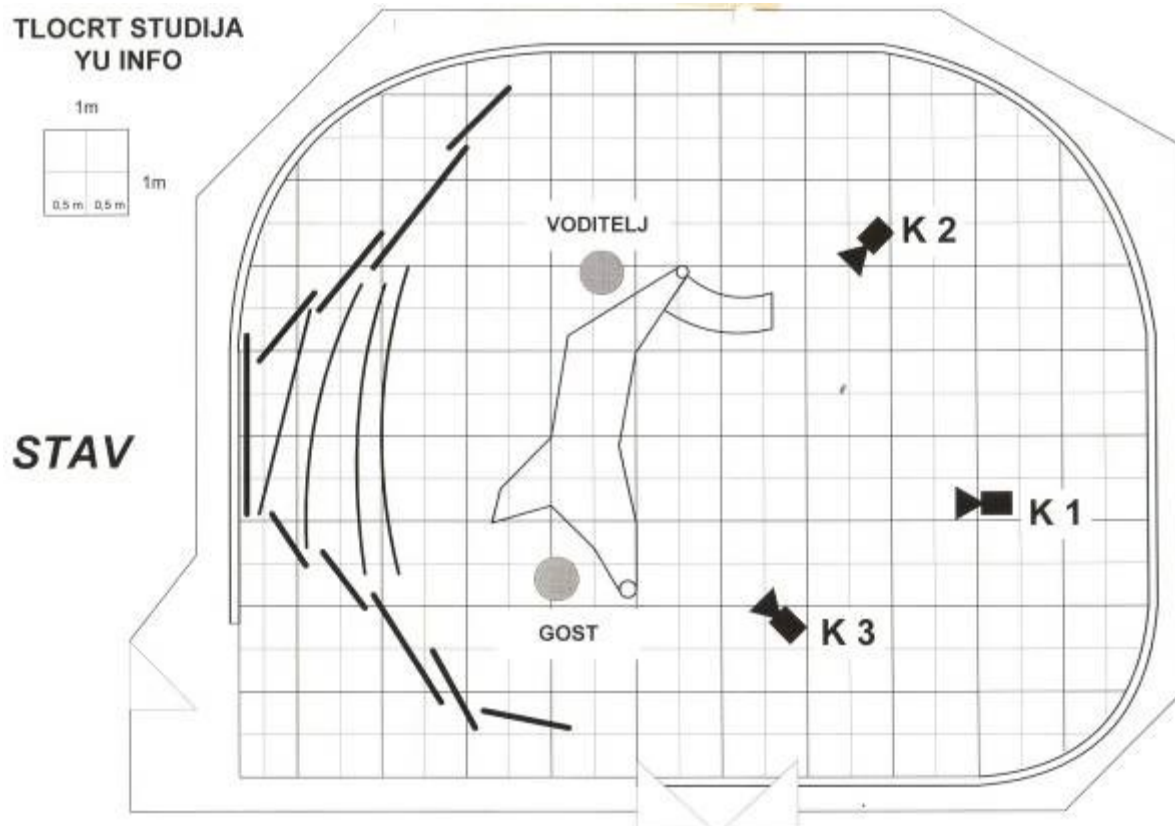 TLOCRT STUDIJA
YU INFO
1m
1m
0,5 m 0,5 m
VODITELJ
K 2
STAV
K 1
K 3
GOST